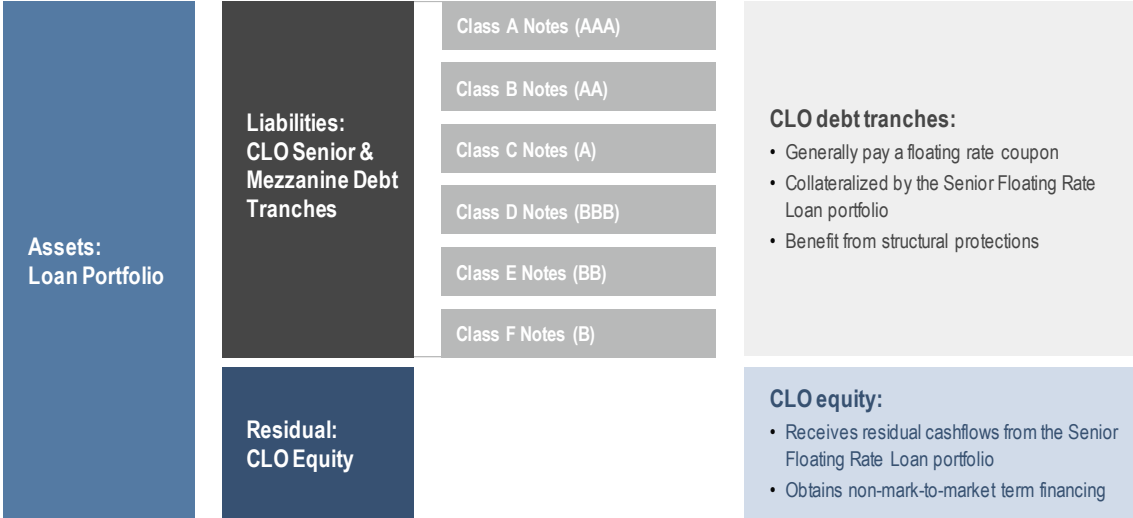 Assets:
Loan Portfolio
Liabilities:
CLO Senior &
Mezzanine Debt
Tranches
Class A Notes (AAA)
Class B Notes (AA)
Class C Notes (A)
Class D Notes (BBB)
Class E Notes (BB)
Class F Notes (B)
CLO debt tranches:
• Generally pay a floating rate coupon
• Collateralized by the Senior Floating Rate
Loan portfolio
• Benefit from structural protections
Residual:
CLO Equity
CLO equity:
• Receives residual cashflows from the Senior
Floating Rate Loan portfolio
• Obtains non-mark-to-market term financing